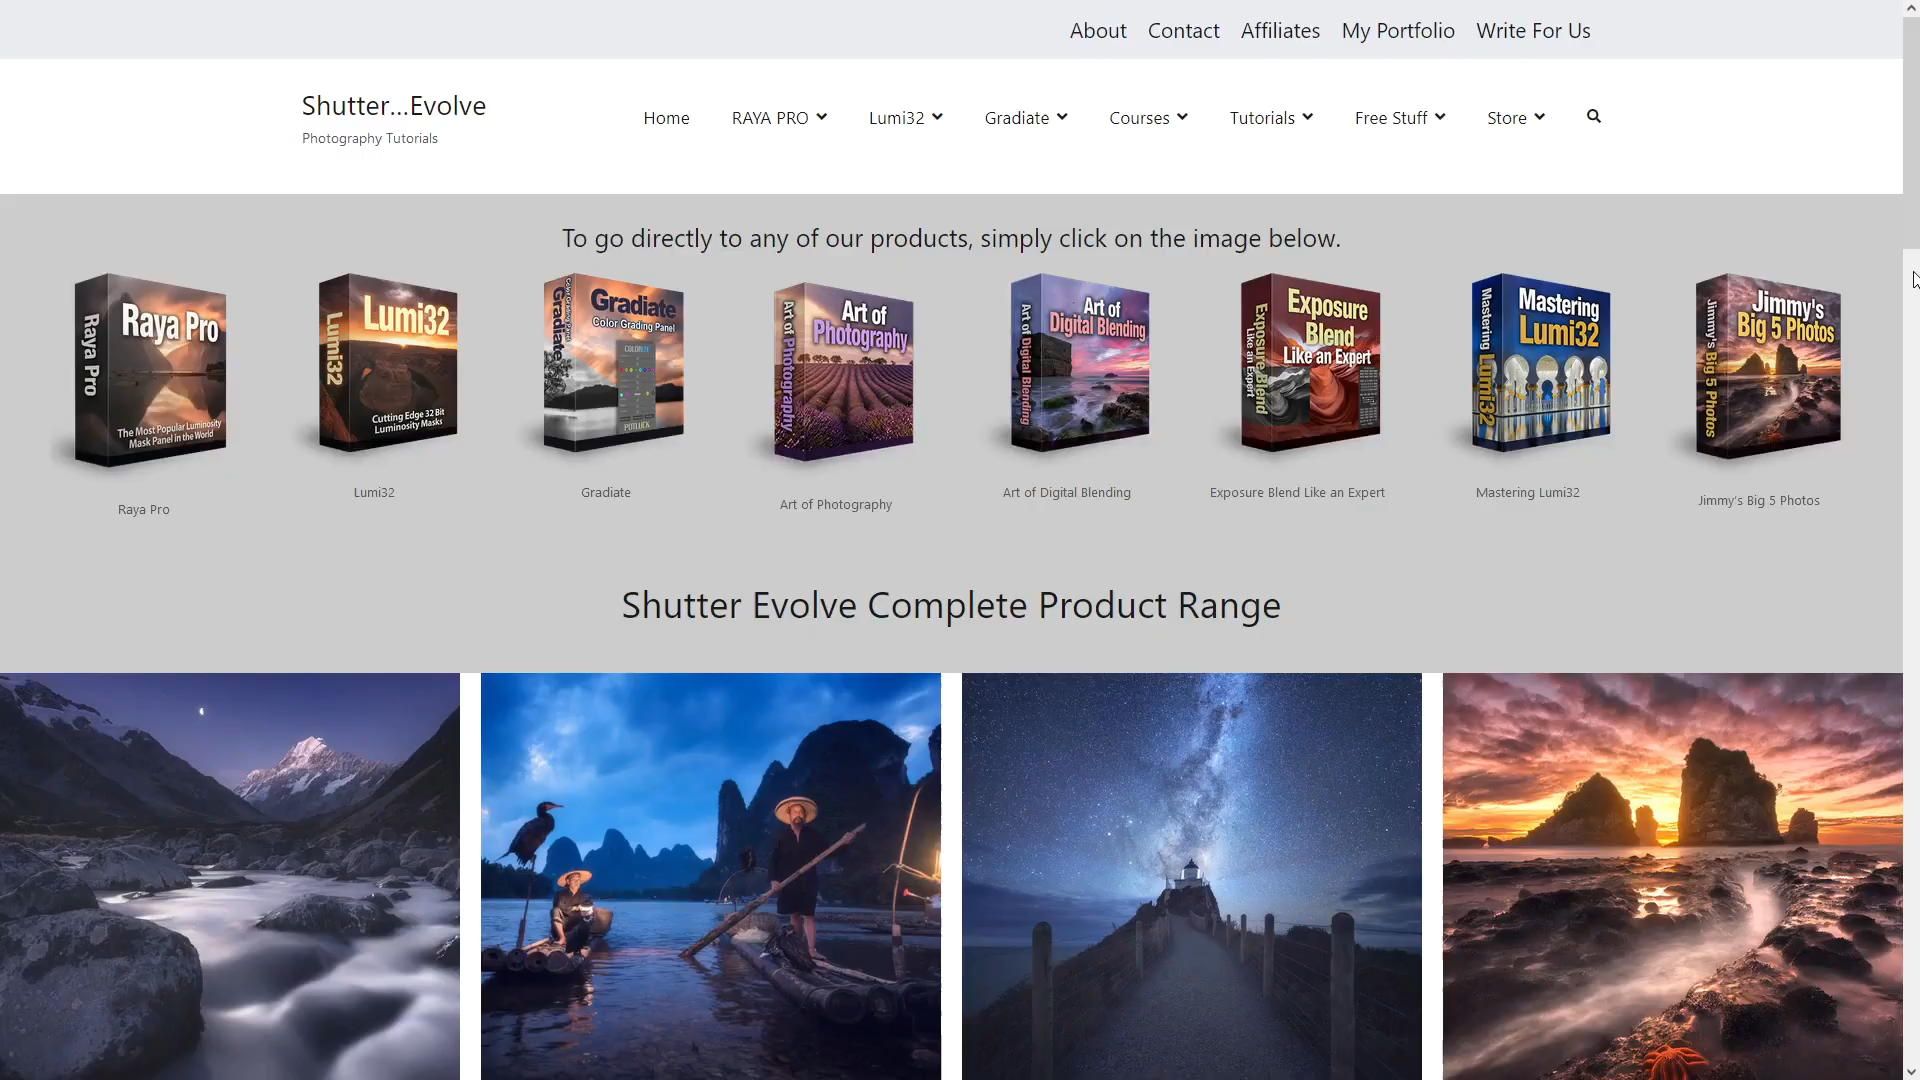 About Contact Affiliates My Portfolio Write For Us
Shutter...Evolve
Photography Tutorials
Home RAYA PRO Lumi32 Gradiate Courses Tutorials Free Stuff Store
To go directly to any of our products, simply click on the image below.
Raya Pro
Raya Pro
The Most Popular Luminosity
Mask Panel in the World
Raya Pro
Lumi32
Lumi32
Cutting Edge 32 Bit
Luminosity Masks
Lumi32
Gradiate
Color Grading Panel
Gradiate
Color Grading Panel
POTLUCK
Gradiate
Art of Photography
Art of
Photography
Art of Photography
Art of Digital Blending
Art of
Digital Blending
Art of Digital Blending
Exposure Blend
Like an Expert
Exposure
Blend
Like an Expert
Exposure Blend Like an Expert
Mastering Lumi32
Mastering
Lumi32
Mastering Lumi32
Jimmy's Big 5 Photos
Jimmy's
Big 5 Photos
Jimmy's Big 5 Photos
Shutter Evolve Complete Product Range